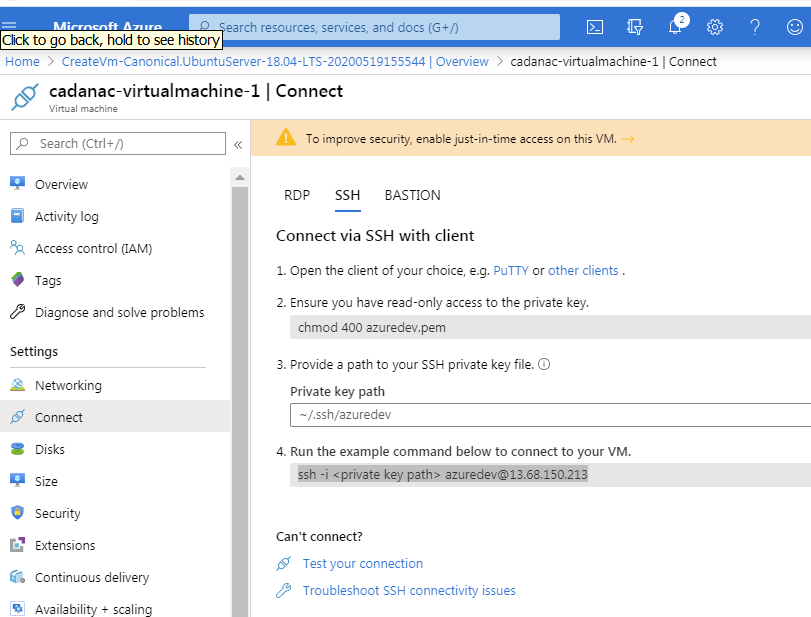 Microsoft Azure
Search resources, services, and docs (G+/)
2
Click to go back, hold to see history
Home > CreateVm-Canonical.UbuntuServer-18.04-LTS-20200519155544 | Overview > cadanac-virtualmachine-1 | Connect
cadanac-virtualmachine-1 | Connect
Virtual machine
Search (Ctrl+/)
«
Overview
Activity log
Access control (IAM)
Tags
Diagnose and solve problems
Settings
Networking
Connect
Disks
Size
Security
Extensions
Continuous delivery
Availability + scaling
To improve security, enable just-in-time access on this VM. →
RDP SSH BASTION
Connect via SSH with client
1. Open the client of your choice, e.g. PuTTY or other clients .
2. Ensure you have read-only access to the private key.
chmod 400 azuredev.pem
3. Provide a path to your SSH private key file.
Private key path
~/.ssh/azuredev
4. Run the example command below to connect to your VM.
ssh -i <private key path> azuredev@13.68.150.213
Can't connect?
Test your connection
Troubleshoot SSH connectivity issues